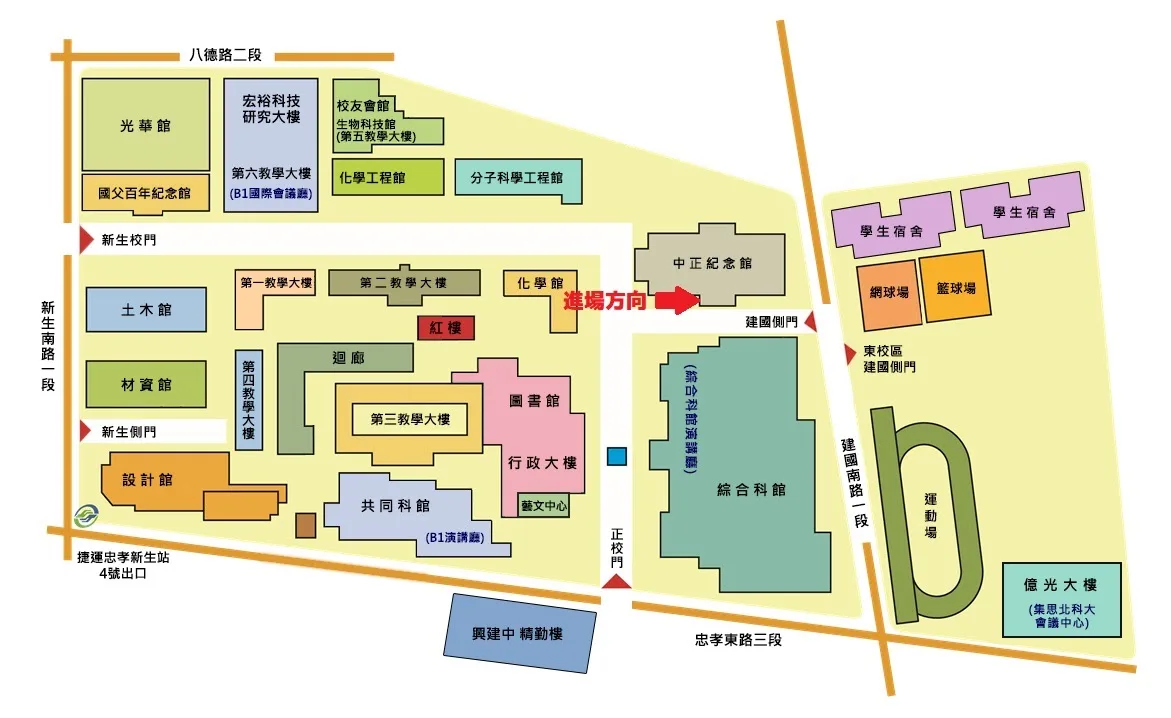 八德路二段
光華館
宏裕科技
研究大樓
第六教學大樓
(B1國際會議廳)
校友會館
生物科技館
(第五教學大樓)
國父百年紀念館
化學工程館
分子科學工程館
學生宿舍
學生宿舍
新生校門
中正紀念館
網球場
籃球場
新生南路一段
土木館
第一教學大樓
第二教學大樓
化學館
進場方向
紅樓
建國側門
東校區
建國側門
迴廊
材資館
第四教學大樓
第三教學大樓
圖書館
行政大樓
(綜合科館演講廳)
綜合科館
新生側門
設計館
共同科館
(B1演講廳)
藝文中心
正校門
建國南路一段
運動場
捷運忠孝新生站
4號出口
億光大樓
(集思北科大
會議中心)
興建中 精勤樓
忠孝東路三段